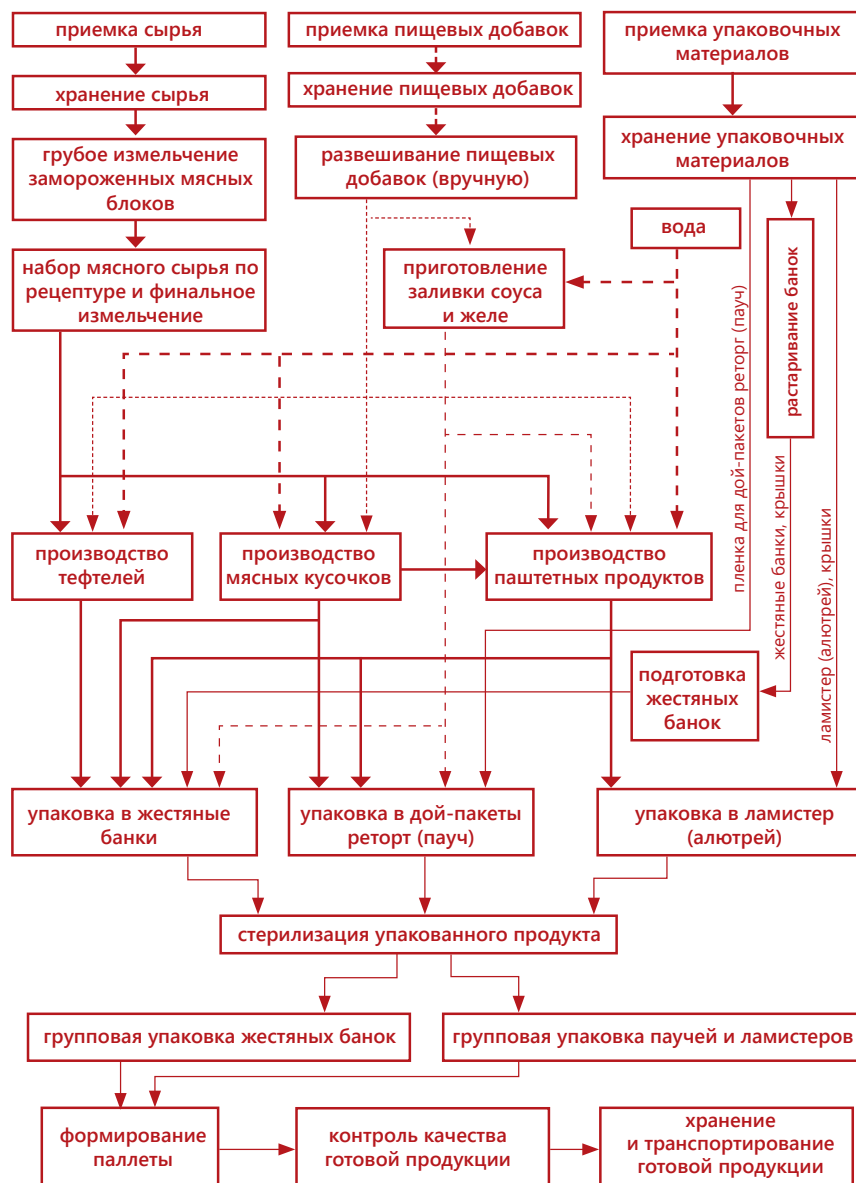 приемка сырья
приемка пищевых добавок
приемка упаковочных
материалов
хранение сырья
хранение пищевых добавок
хранение упаковочных
материалов
грубое измельчение
замороженных мясных
блоков
развешивание пищевых
добавок (вручную)
вода
растаривание банок
набор мясного сырья по
рецептуре и финальное
измельчение
приготовление
заливки соуса
и желе
пленка для дой-пакетов реторг (пауч)
жестяные банки, крышки
ламистер (алютрей), крышки
производство
тефтелей
производство
мясных кусочков
производство
паштетных продуктов
подготовка
жестяных
банок
упаковка в жестяные
банки
упаковка в дой-пакеты
реторт (пауч)
упаковка в ламистер
(алютрей)
стерилизация упакованного продукта
групповая упаковка жестяных банок
групповая упаковка паучей и ламистеров
формирование
паллеты
контроль качества
готовой продукции
хранение
и транспортирование
готовой продукции